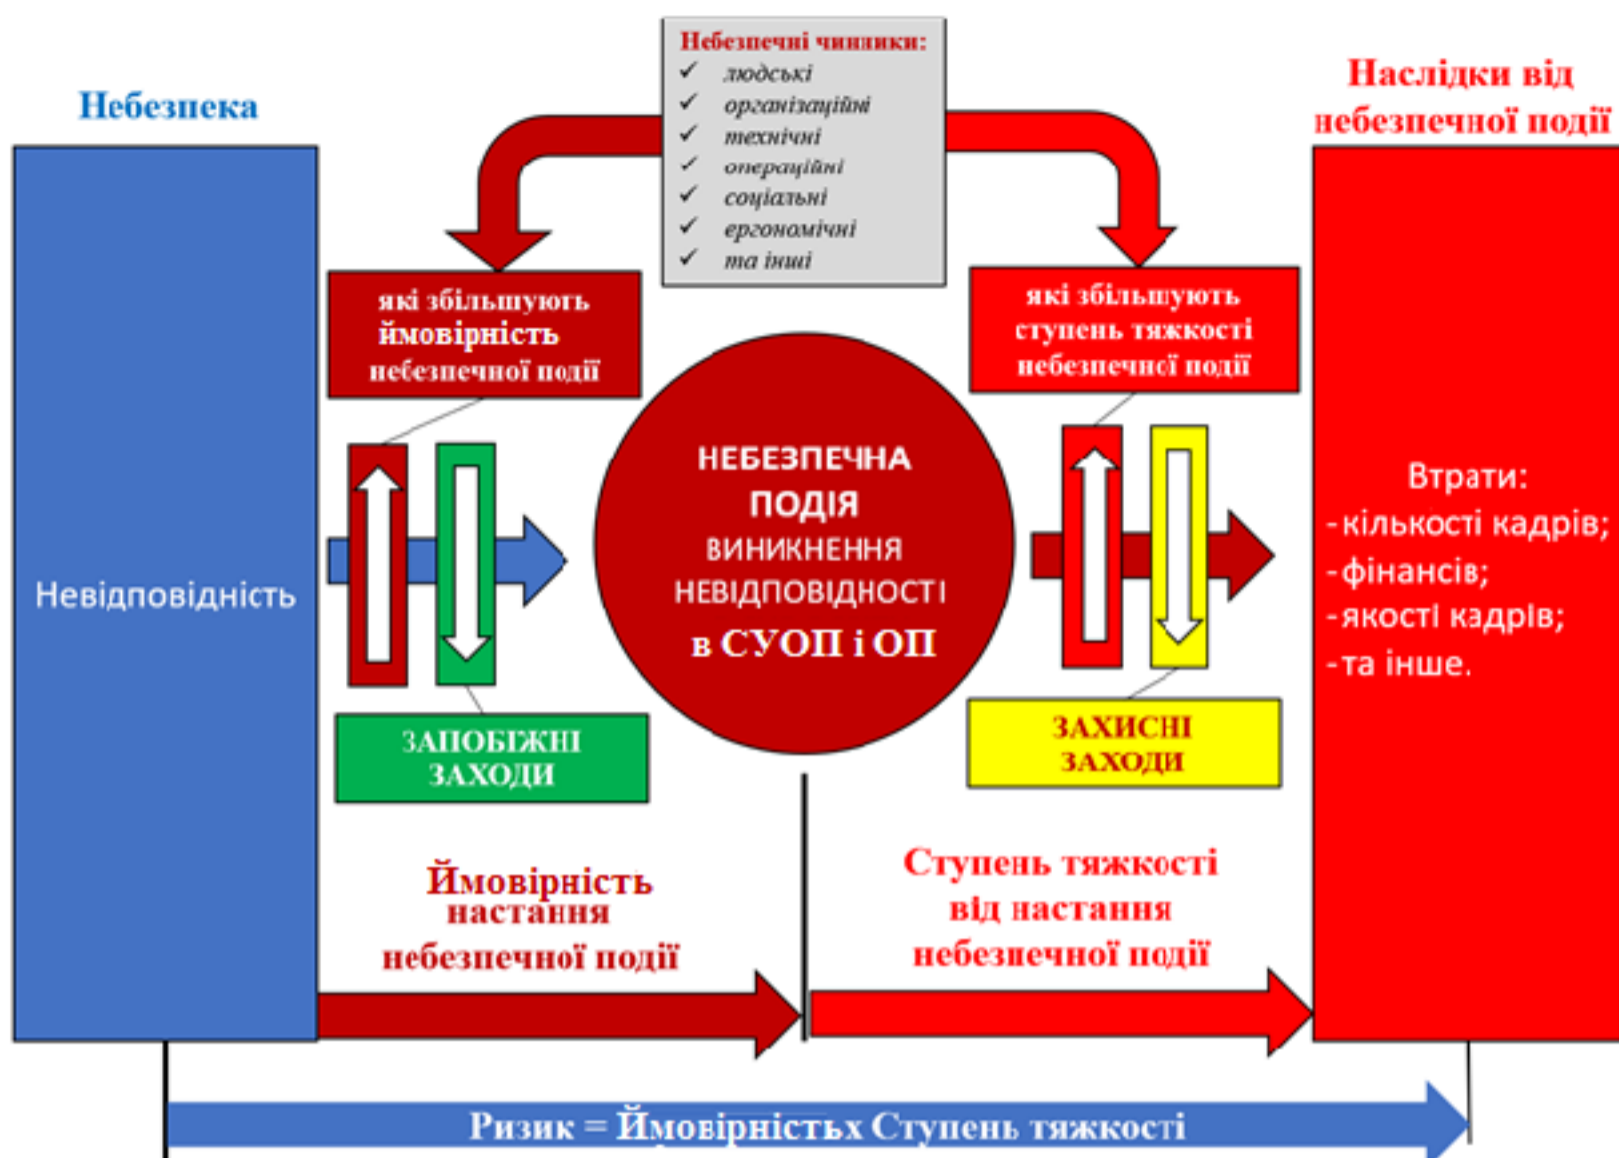 Небезпечні чинники:
✓ людські
✓ організаційні
✓ технічні
✓ операційні
✓ соціальні
✓ ергономічні
✓ та інші
Небезпека
Наслідки від
небезпечної події
які збільшують
ймовірність
небезпечної події
які збільшують
ступень тяжкості
небезпечної події
Невідповідність
НЕБЕЗПЕЧНА
ПОДІЯ
ВИНИКНЕННЯ
НЕВІДПОВІДНОСТІ
в СУОП і ОП
Втрати:
- кількості кадрів;
- фінансів;
- якості кадрів;
- та інше.
ЗАПОБІЖНІ
ЗАХОДИ
ЗАХИСНІ
ЗАХОДИ
Ймовірність
настання
небезпечної події
Ступень тяжкості
від настання
небезпечної події
Ризик = Ймовірністьх Ступень тяжкості